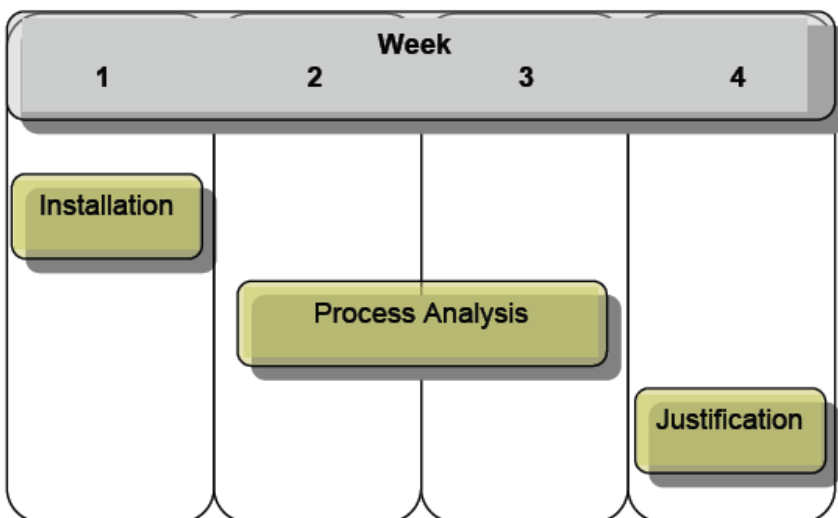 Week
1 2 3 4
Installation
Process Analysis
Justification